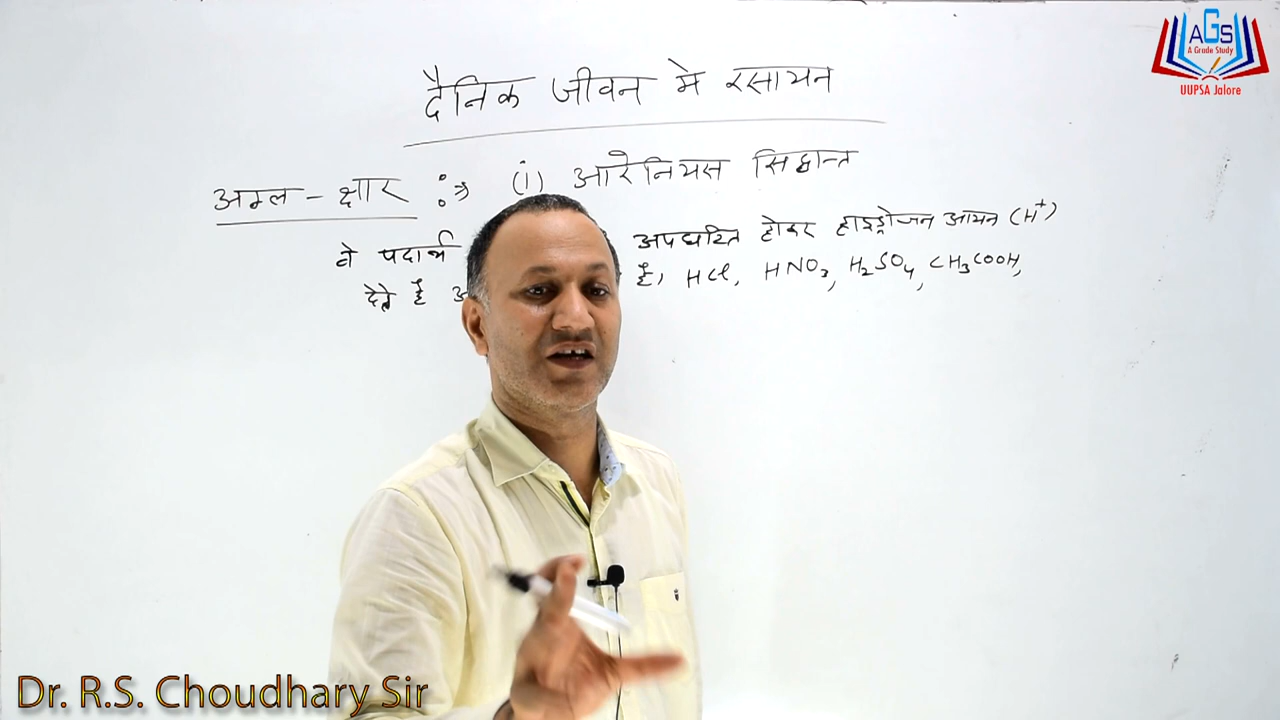 दैनिक जीवन मे रसायन
अम्ल - क्षार :⇒ (i) आरेनियस सिद्धान्त
वे पदार्थ अपघटित होकर हाइड्रोजन आयन (H⁺)
देते है है, HCl, HNO₃, H₂SO₄, CH₃COOH,
AGS
A Grade Study
UUPSA Jalore
Dr. R.S. Choudhary Sir